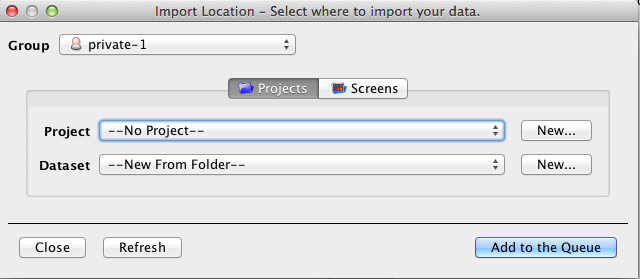 Import Location - Select where to import your data.
Group private-1
Projects Screens
Project --No Project-- New...
Dataset --New From Folder-- New...
Close Refresh Add to the Queue